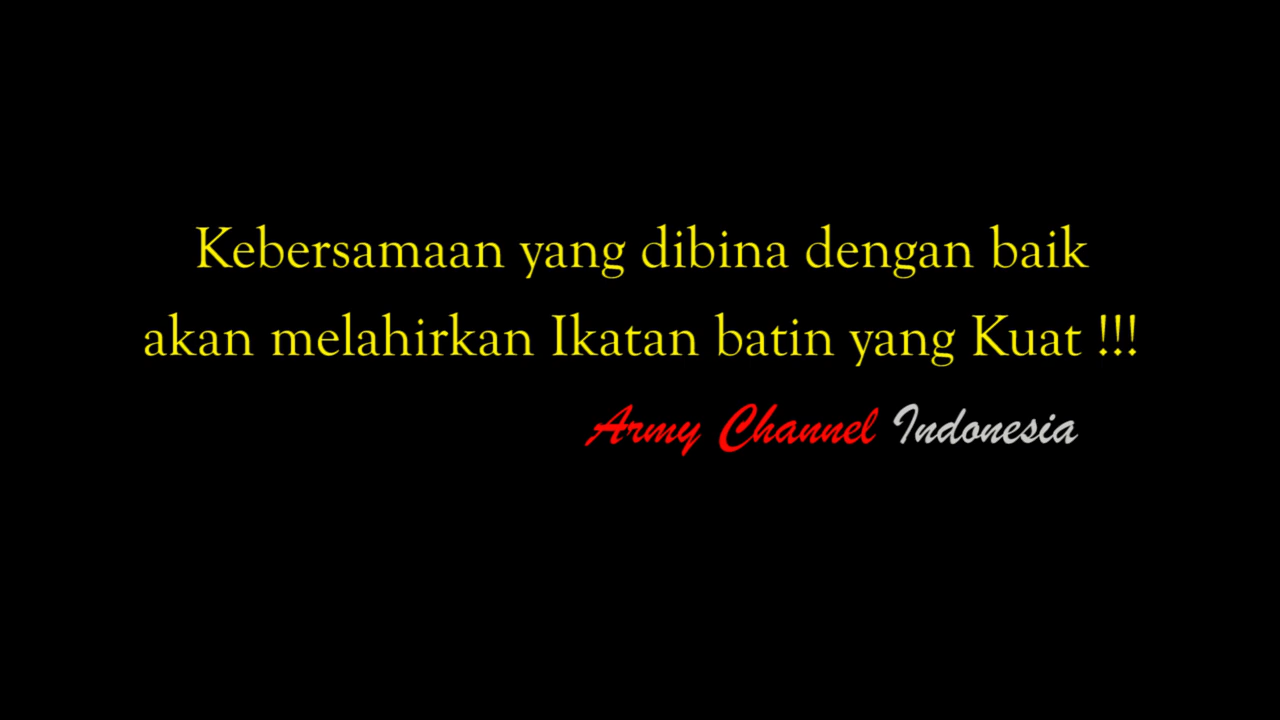 Kebersamaan yang dibina dengan baik
akan melahirkan Ikatan batin yang Kuat !!!
Army Channel Indonesia